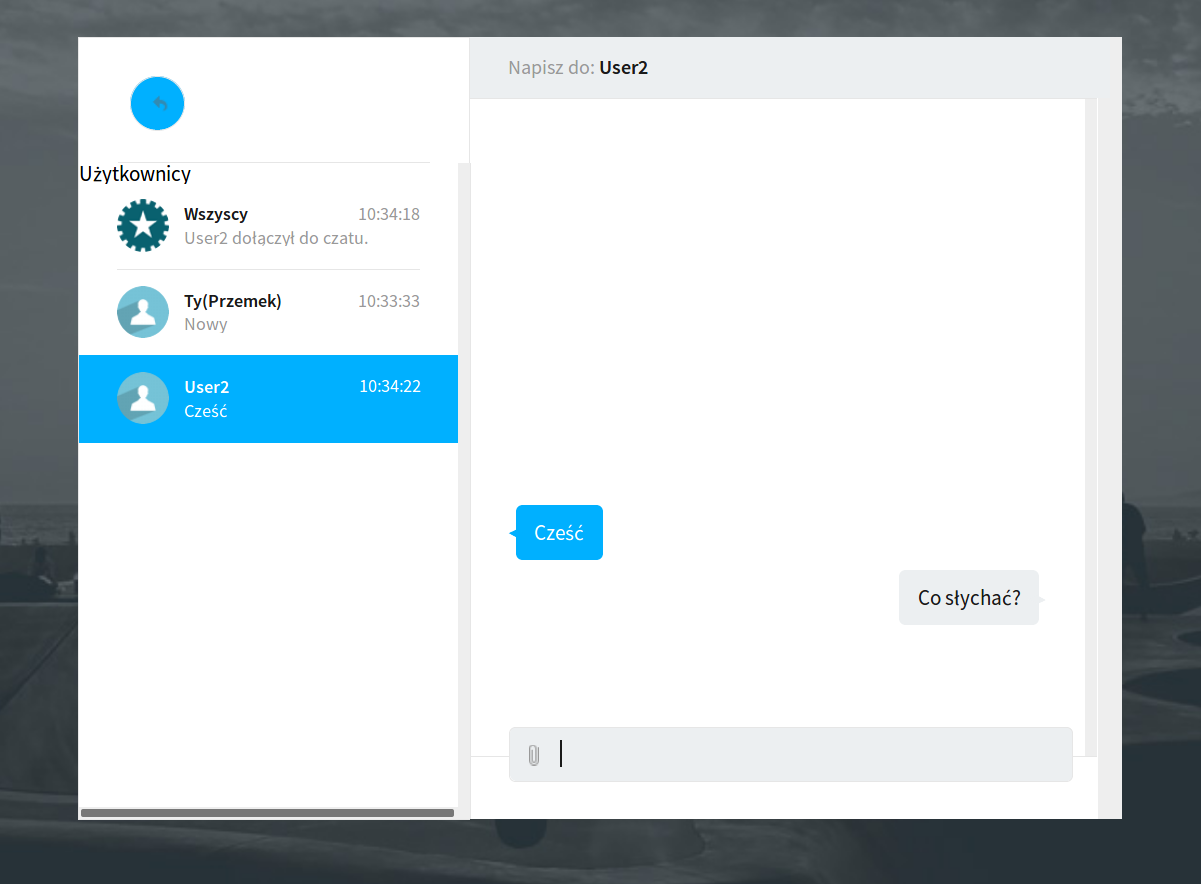 Napisz do: User2
Użytkownicy
Wszyscy 10:34:18
User2 dołączył do czatu.
Ty(Przemek) 10:33:33
Nowy
User2 10:34:22
Cześć
Cześć
Co słychać?